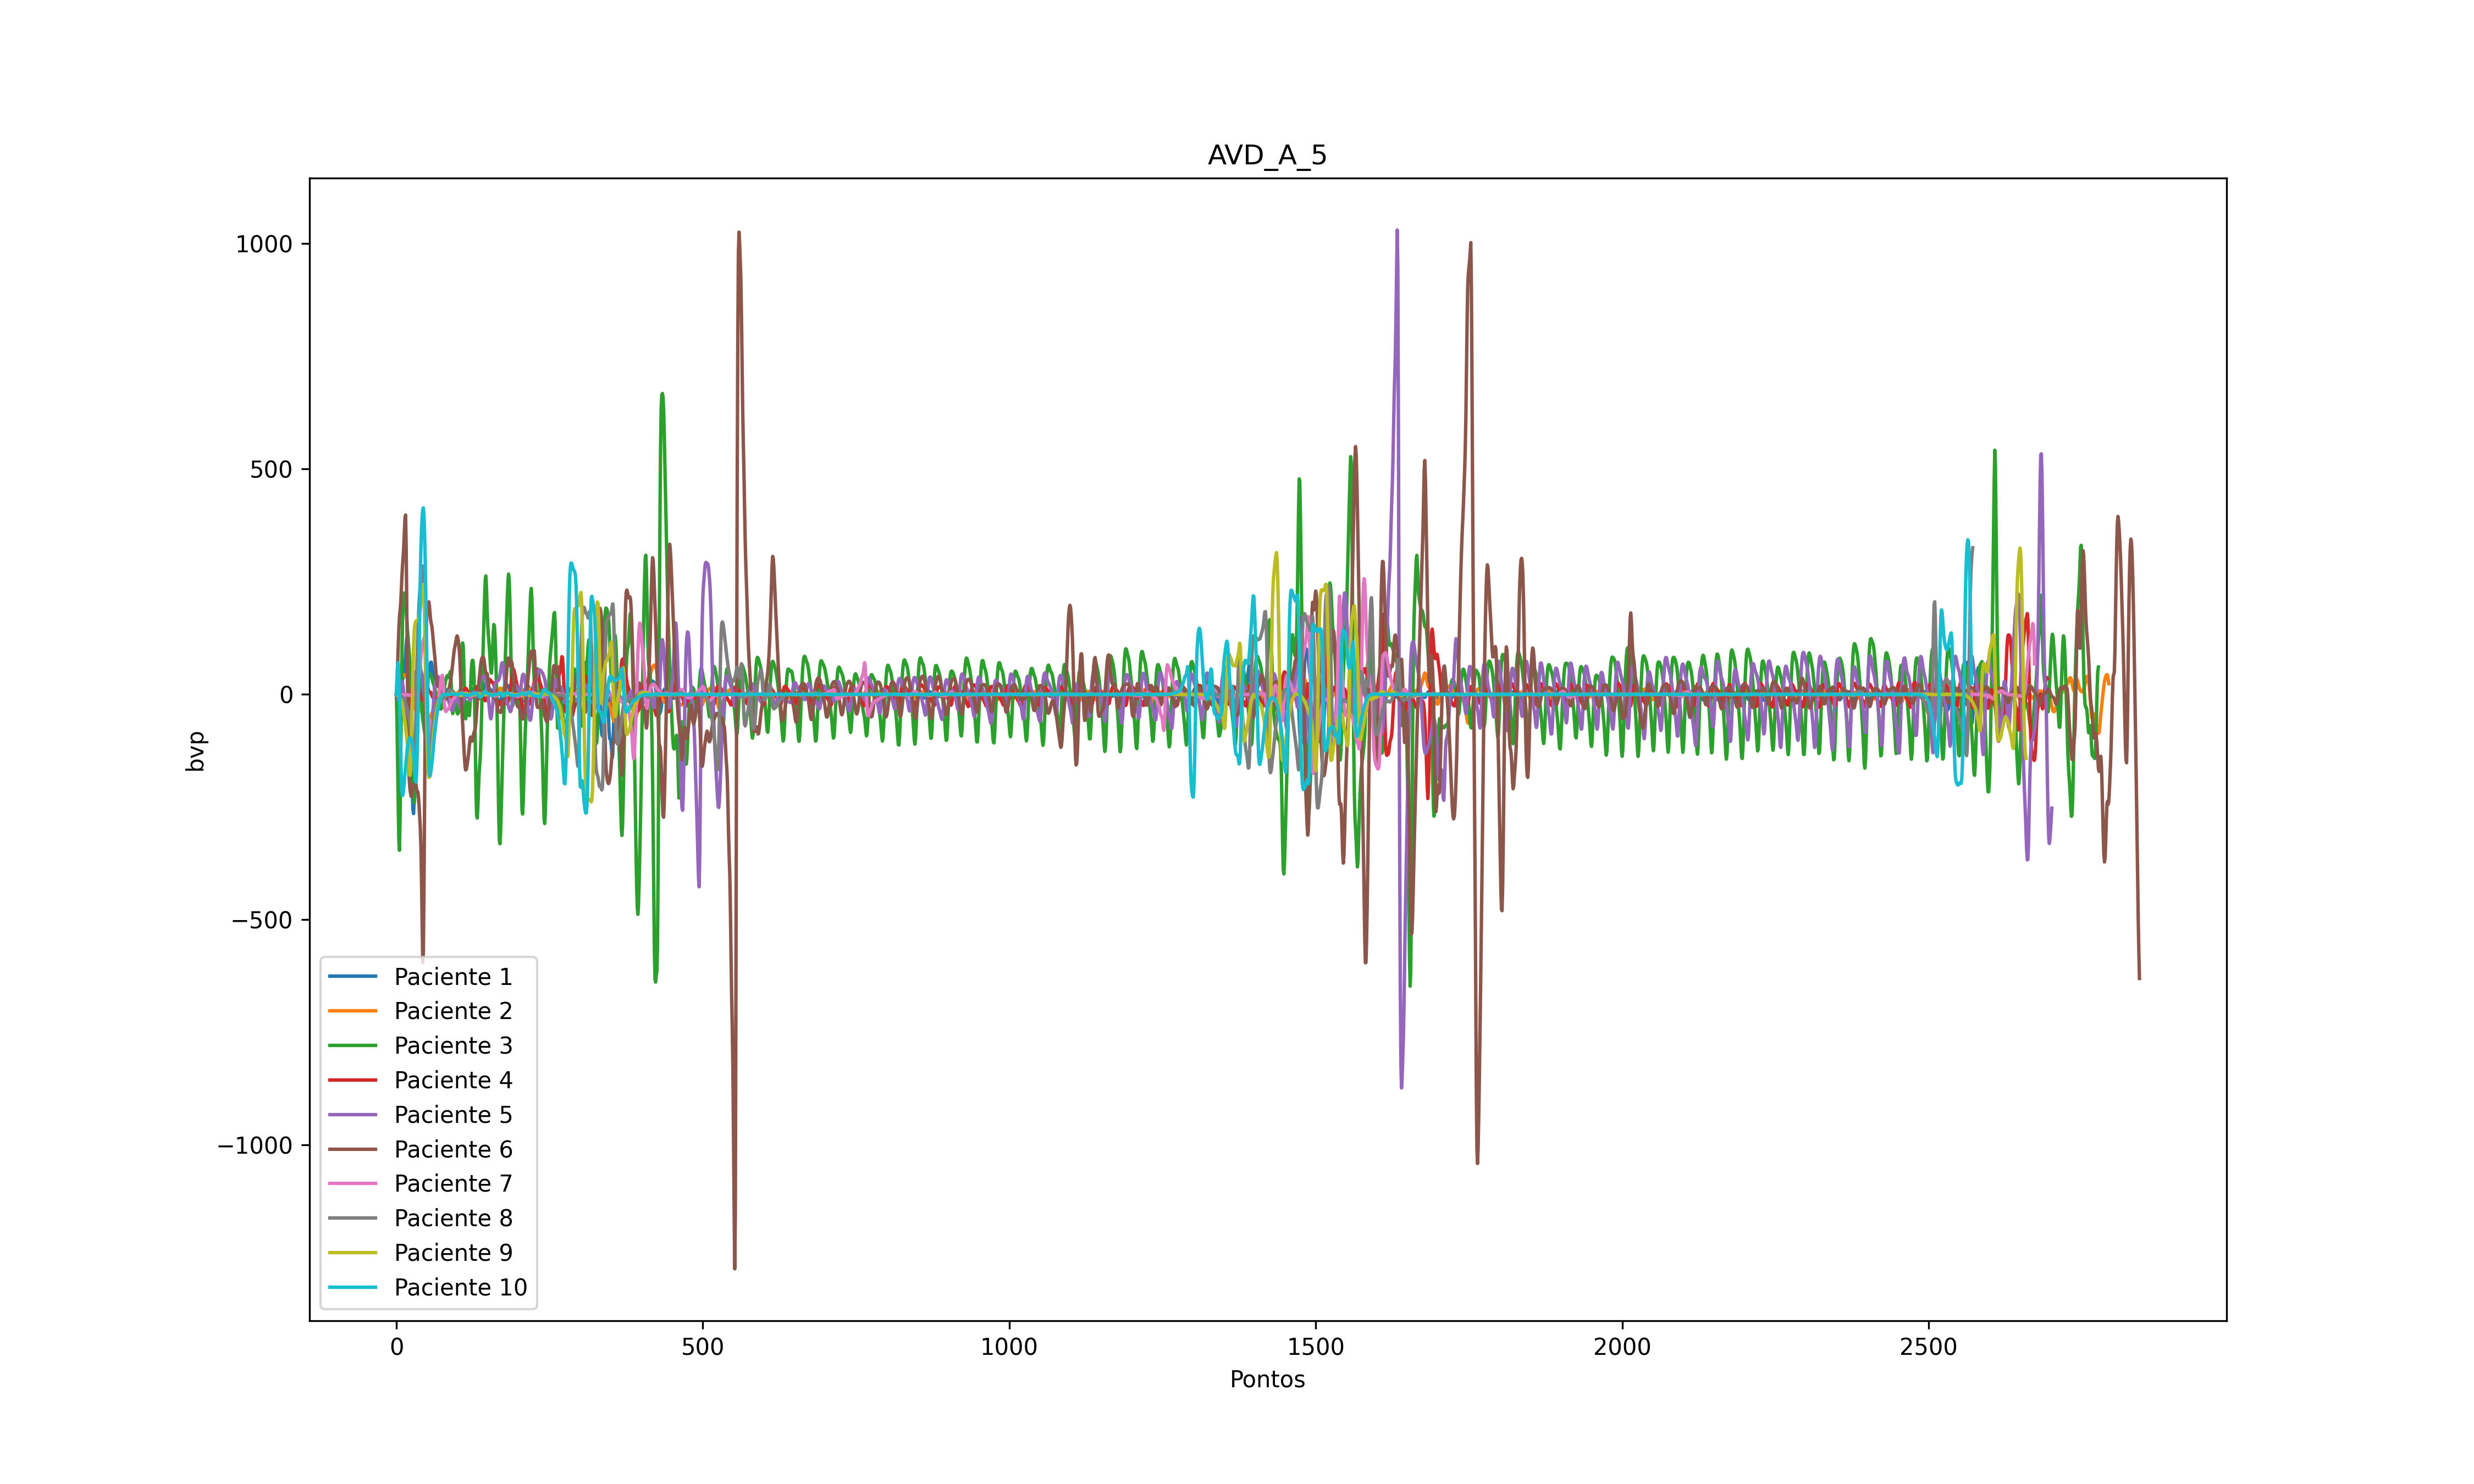 AVD_A_5
1000
500
0
−500
−1000
bvp
Paciente 1
Paciente 2
Paciente 3
Paciente 4
Paciente 5
Paciente 6
Paciente 7
Paciente 8
Paciente 9
Paciente 10
0 500 1000 1500 2000 2500
Pontos